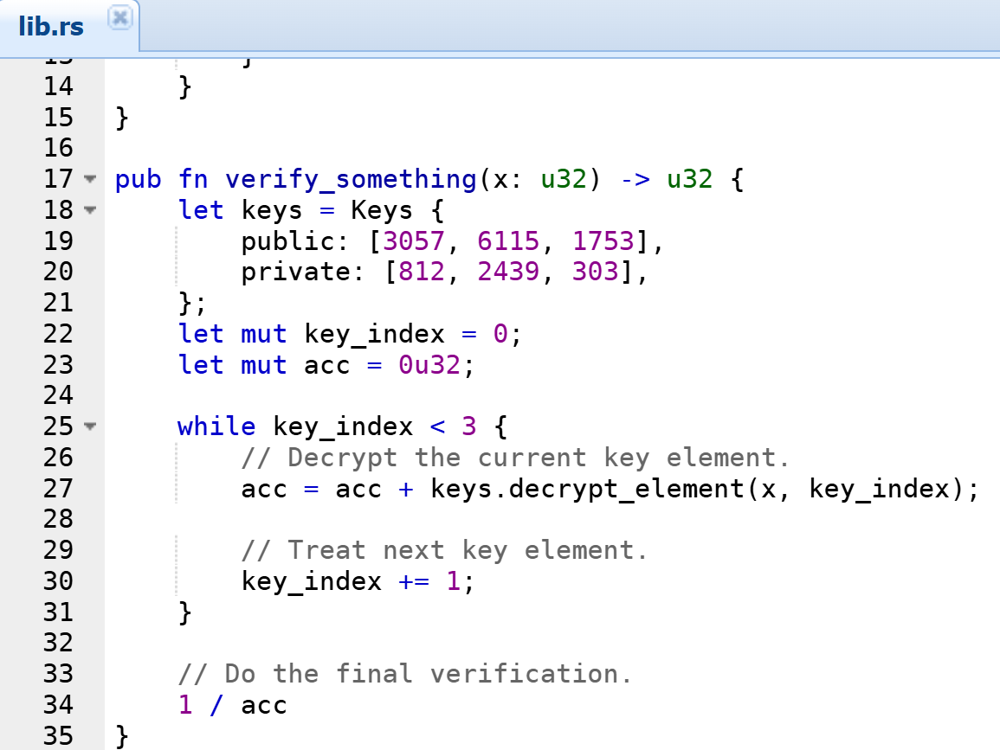 lib.rs
13 }
14 }
15 }
16
17 pub fn verify_something(x: u32) -> u32 {
18 let keys = Keys {
19 public: [3057, 6115, 1753],
20 private: [812, 2439, 303],
21 };
22 let mut key_index = 0;
23 let mut acc = 0u32;
24
25 while key_index < 3 {
26 // Decrypt the current key element.
27 acc = acc + keys.decrypt_element(x, key_index);
28
29 // Treat next key element.
30 key_index += 1;
31 }
32
33 // Do the final verification.
34 1 / acc
35 }